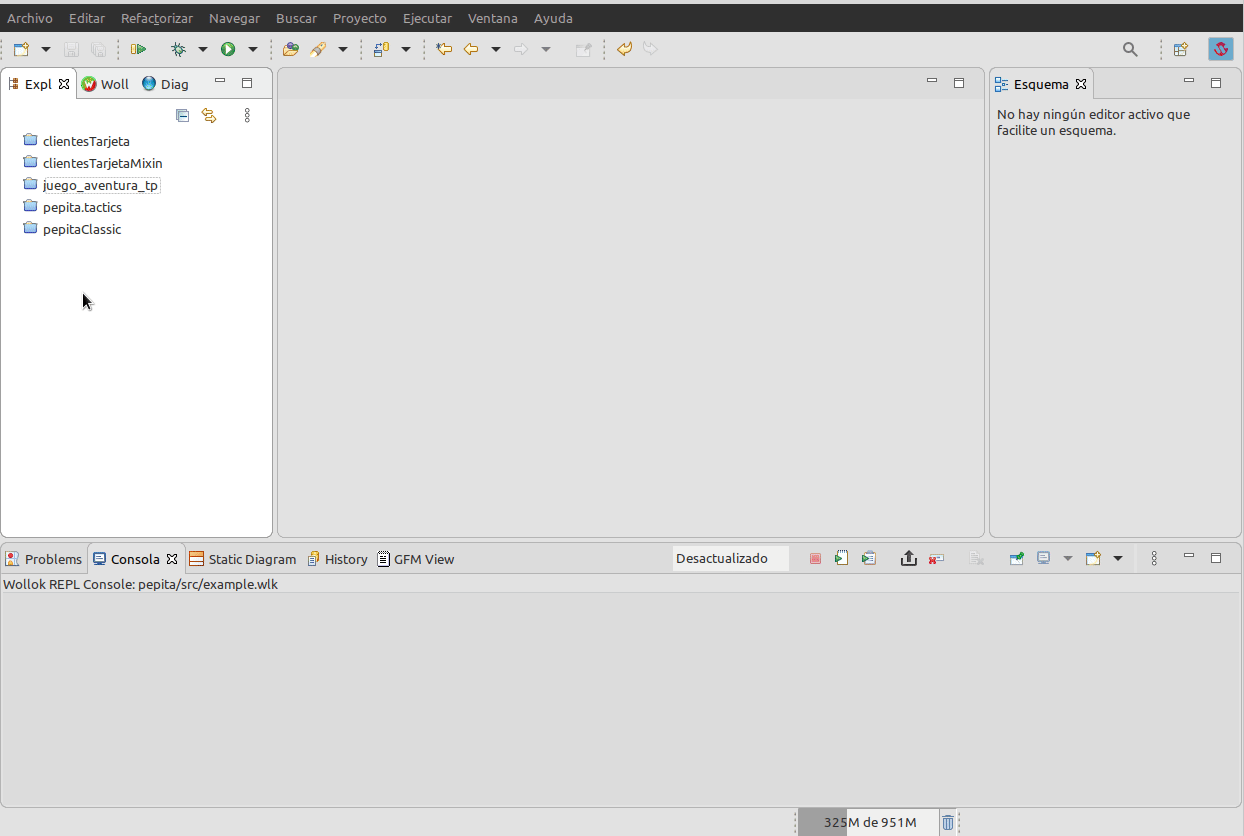 Archivo Editar Refactorizar Navegar Buscar Proyecto Ejecutar Ventana Ayuda
Expl Woll Diag
Esquema
No hay ningún editor activo que
facilite un esquema.
clientesTarjeta
clientesTarjetaMixin
juego_aventura_tp
pepita.tactics
pepitaClassic
Problems Consola Static Diagram History GFM View Desactualizado
Wollok REPL Console: pepita/src/example.wlk
325M de 951M